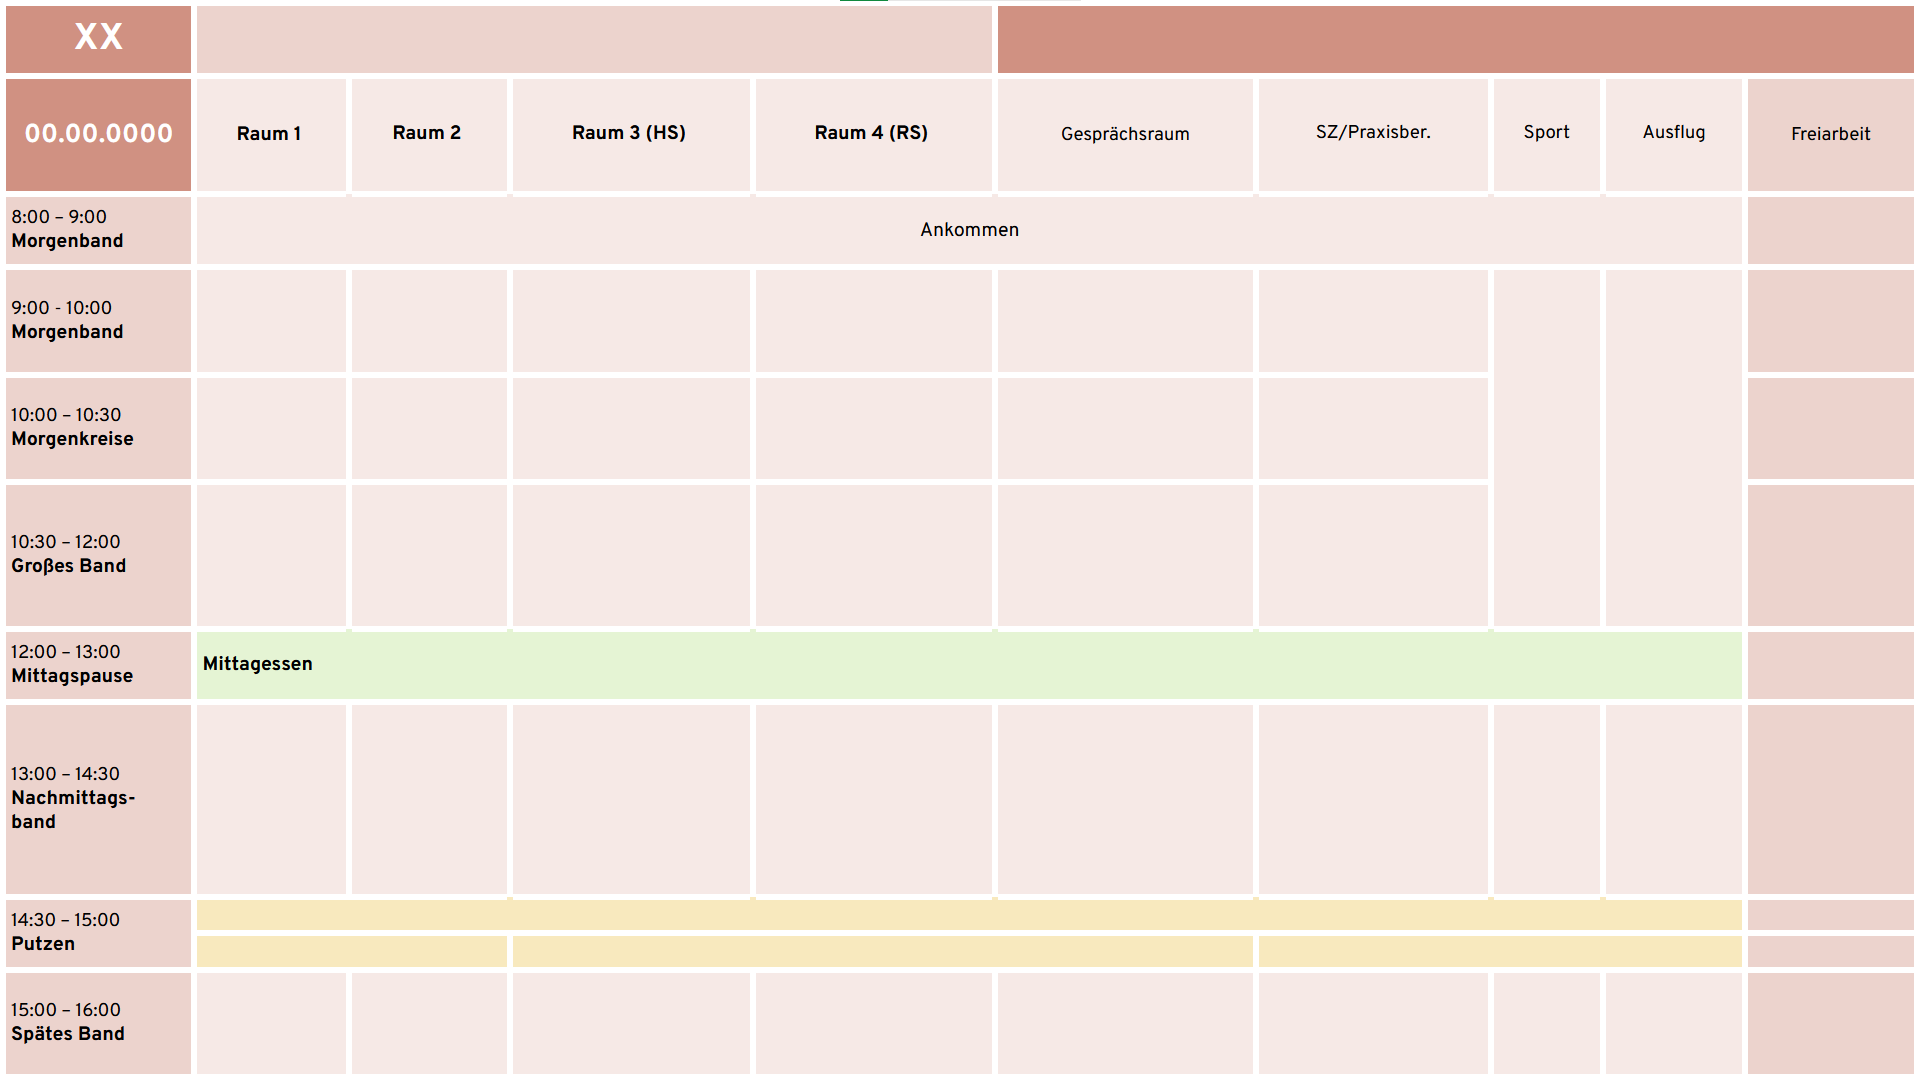 XX
00.00.0000
Raum 1
Raum 2
Raum 3 (HS)
Raum 4 (RS)
Gesprächsraum
SZ/Praxisber.
Sport
Ausflug
Freiarbeit
8:00 – 9:00
Morgenband
Ankommen
9:00 - 10:00
Morgenband
10:00 – 10:30
Morgenkreise
10:30 – 12:00
Großes Band
12:00 – 13:00
Mittagspause
Mittagessen
13:00 – 14:30
Nachmittags-
band
14:30 – 15:00
Putzen
15:00 – 16:00
Spätes Band